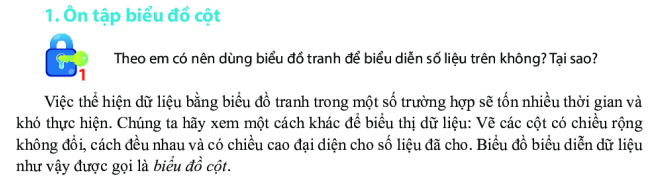 1. Ôn tập biểu đồ cột
Theo em có nên dùng biểu đồ tranh để biểu diễn số liệu trên không? Tại sao?
1
Việc thể hiện dữ liệu bằng biểu đồ tranh trong một số trường hợp sẽ tốn nhiều thời gian và
khó thực hiện. Chúng ta hãy xem một cách khác để biểu thị dữ liệu: Vẽ các cột có chiều rộng
không đổi, cách đều nhau và có chiều cao đại diện cho số liệu đã cho. Biểu đồ biểu diễn dữ liệu
như vậy được gọi là biểu đồ cột.